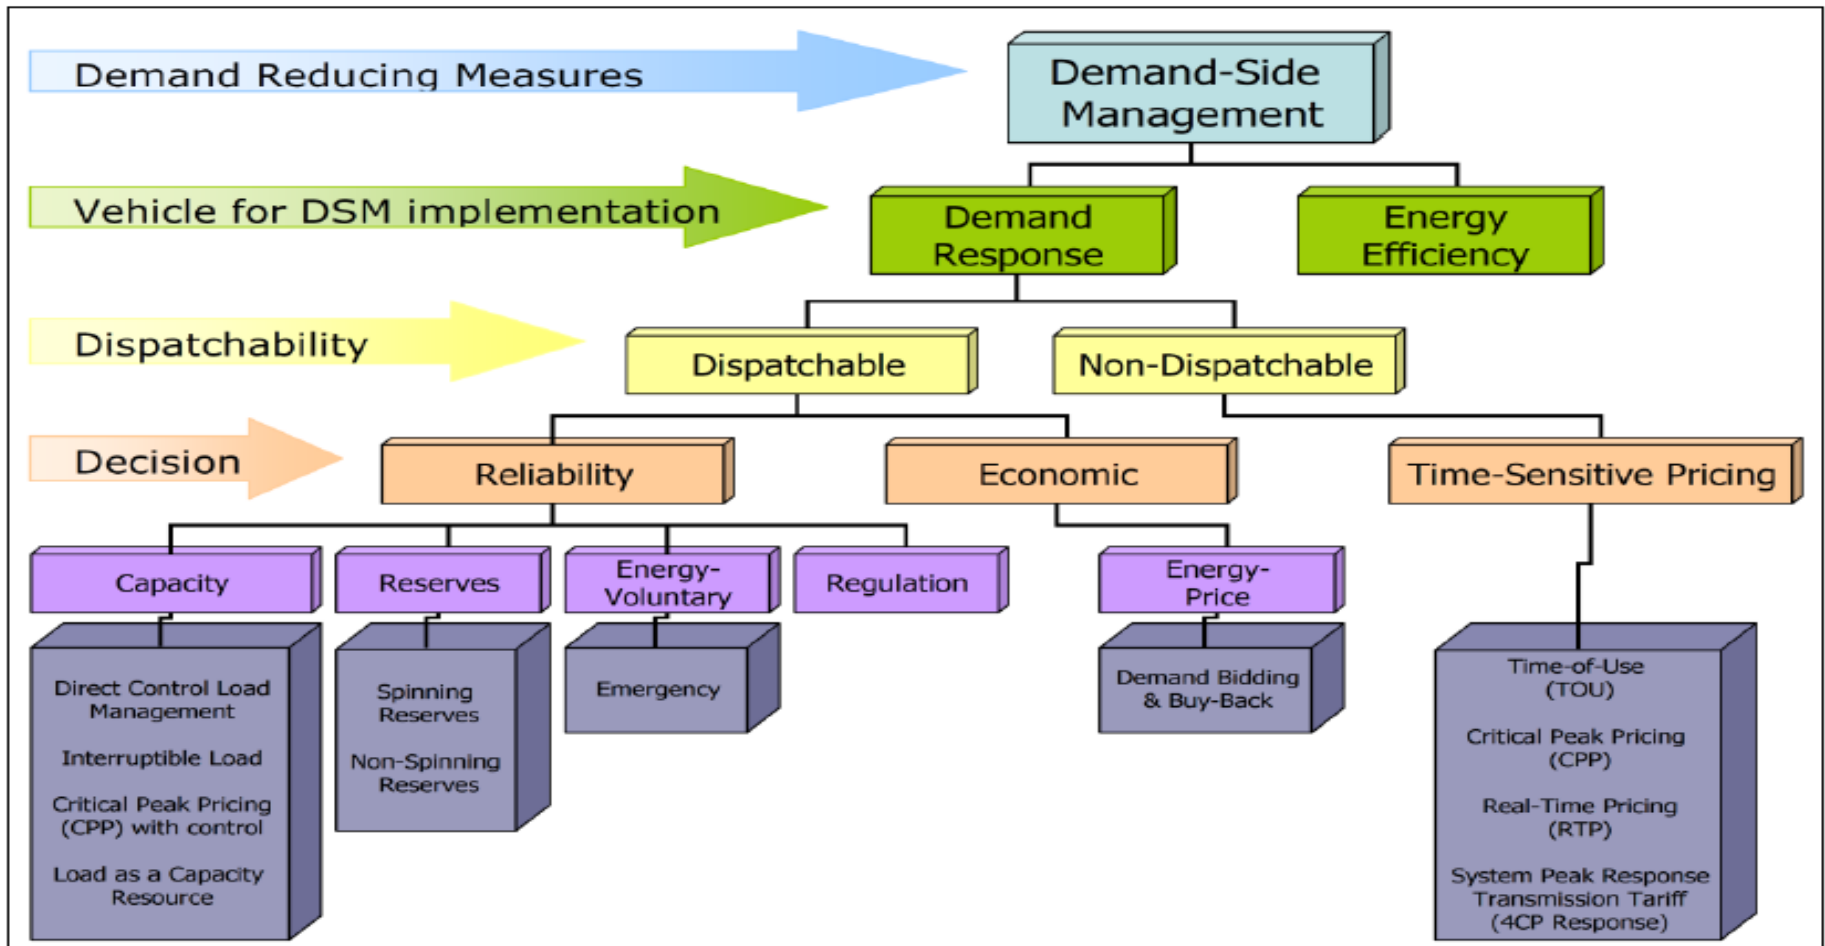 Demand Reducing Measures
Demand-Side
Management
Vehicle for DSM implementation
Demand
Response
Energy
Efficiency
Dispatchability
Dispatchable
Non-Dispatchable
Decision
Reliability
Economic
Time-Sensitive Pricing
Capacity
Reserves
Energy-
Voluntary
Regulation
Energy-
Price
Direct Control Load
Management
Interruptible Load
Critical Peak Pricing
(CPP) with control
Load as a Capacity
Resource
Spinning
Reserves
Non-Spinning
Reserves
Emergency
Demand Bidding
& Buy-Back
Time-of-Use
(TOU)
Critical Peak Pricing
(CPP)
Real-Time Pricing
(RTP)
System Peak Response
Transmission Tariff
(4CP Response)